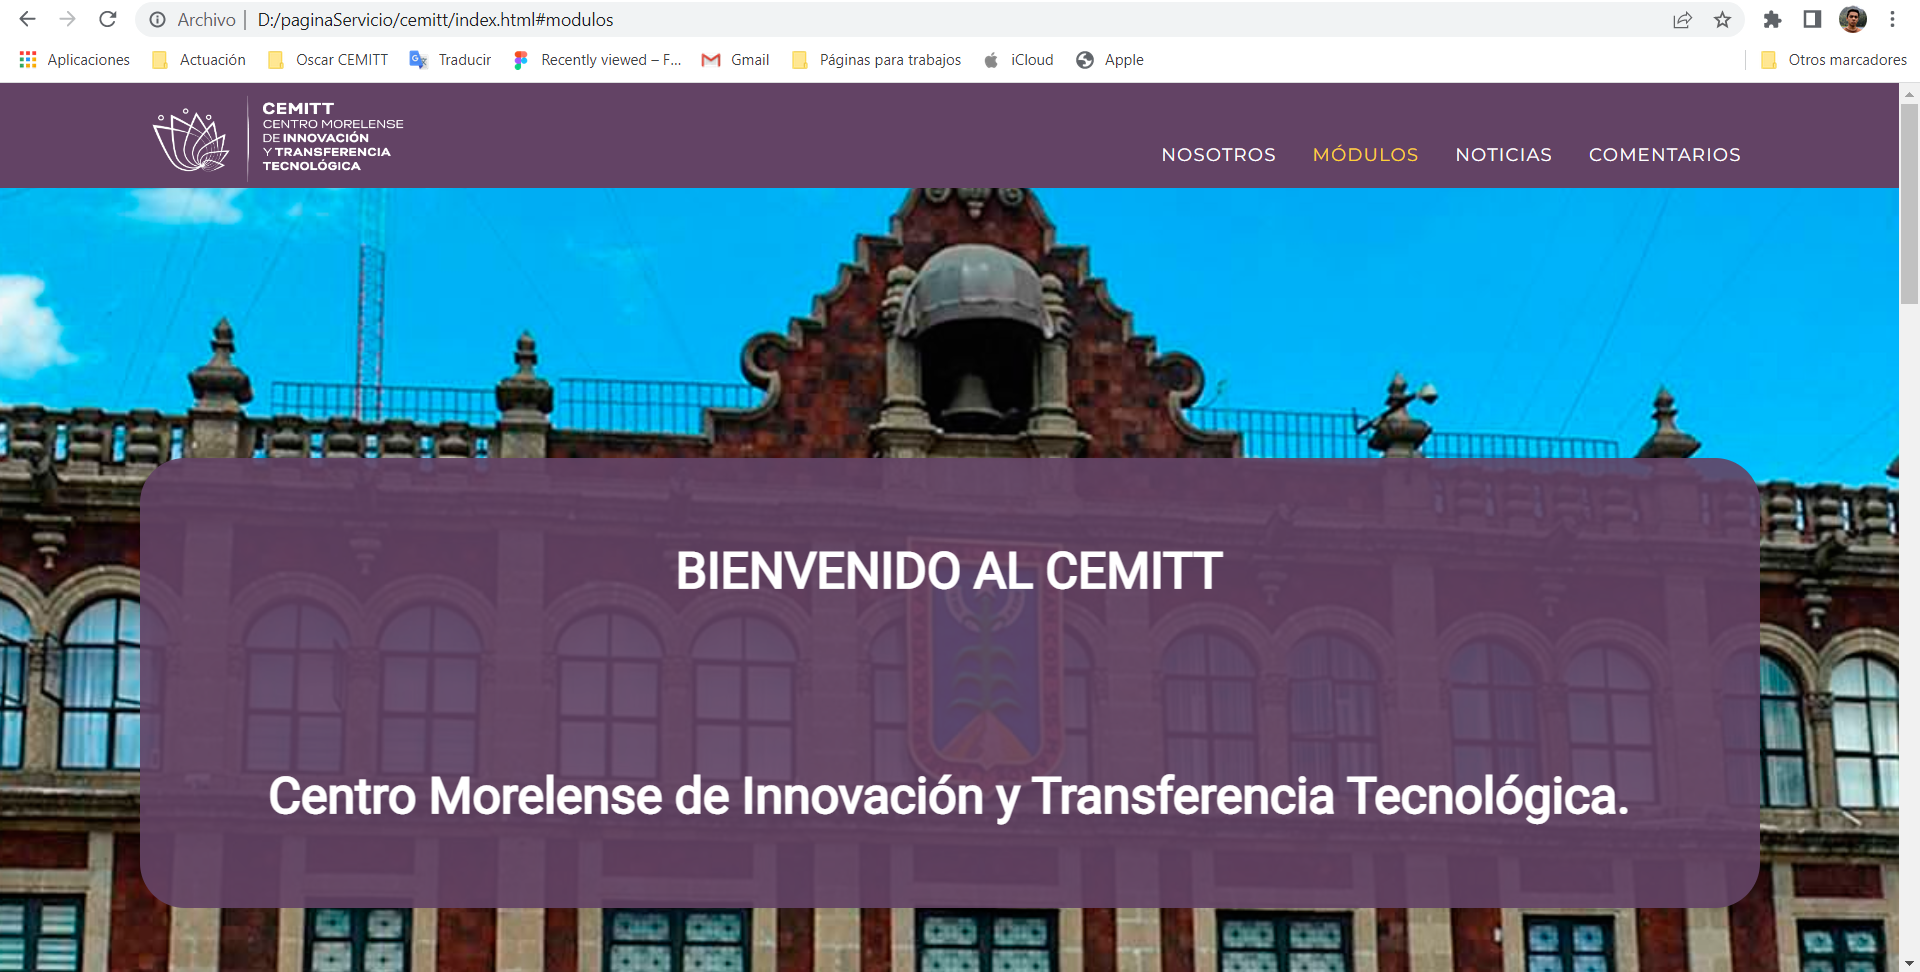 Archivo | D:/paginaServicio/cemitt/index.html#modulos
Aplicaciones Actuación Oscar CEMITT Traducir Recently viewed – F... Gmail Páginas para trabajos iCloud Apple Otros marcadores
CEMITT
CENTRO MORELENSE
DE INNOVACIÓN
Y TRANSFERENCIA
TECNOLÓGICA
NOSOTROS MÓDULOS NOTICIAS COMENTARIOS
BIENVENIDO AL CEMITT
Centro Morelense de Innovación y Transferencia Tecnológica.